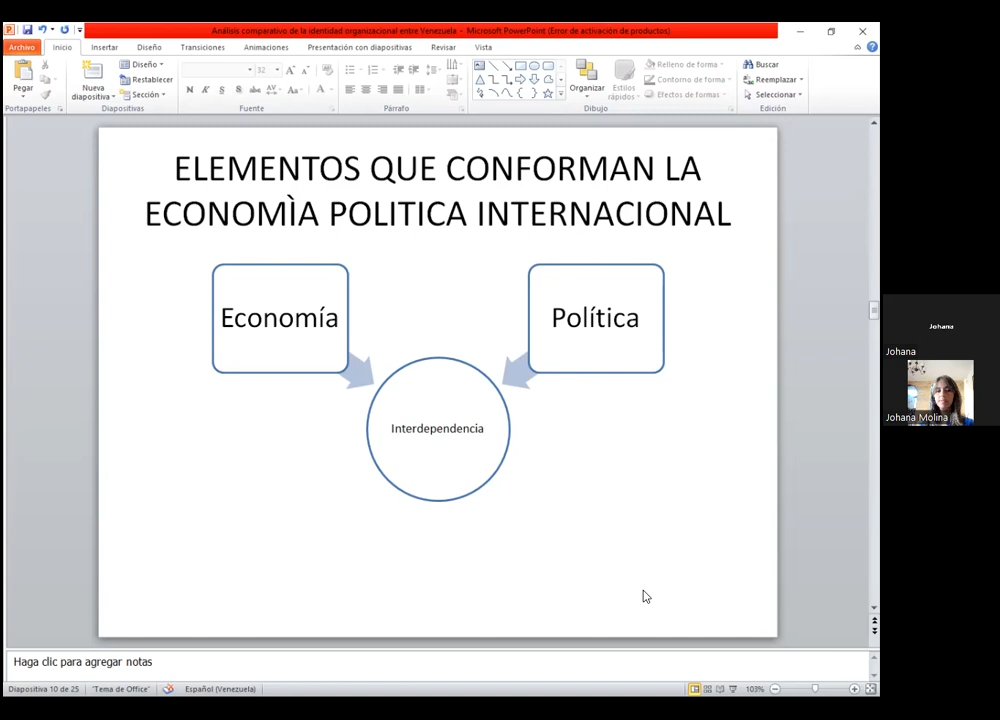 Análisis comparativo de la identidad organizacional entre Venezuela - Microsoft PowerPoint (Error de activación de productos)
Archivo Inicio Insertar Diseño Transiciones Animaciones Presentación con diapositivas Revisar Vista
Pegar
Nueva diapositiva
Diseño
Restablecer
Sección
32
Organizar
Estilos rápidos
Relleno de forma
Contorno de forma
Efectos de formas
Buscar
Reemplazar
Seleccionar
Portapapeles Diapositivas Fuente Párrafo Dibujo Edición
ELEMENTOS QUE CONFORMAN LA
ECONOMÌA POLITICA INTERNACIONAL
Economía
Política
Interdependencia
Johana
Johana
Johana Molina
Haga clic para agregar notas
Diapositiva 10 de 25 "Tema de Office" Español (Venezuela) 103%